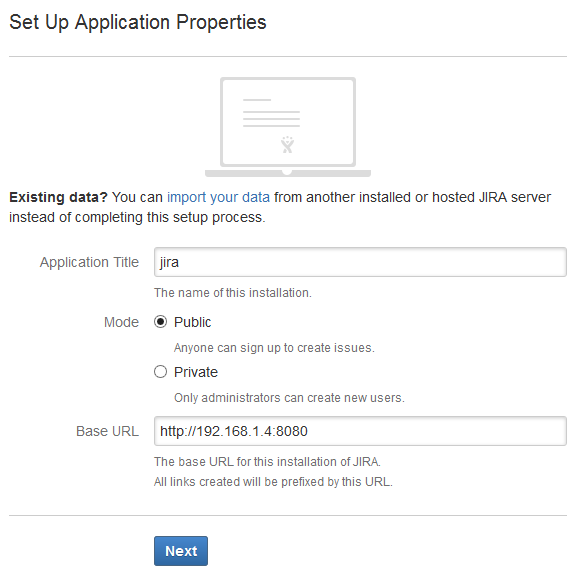 Set Up Application Properties
Existing data? You can import your data from another installed or hosted JIRA server
instead of completing this setup process.
Application Title jira
The name of this installation.
Mode Public
Anyone can sign up to create issues.
Private
Only administrators can create new users.
Base URL http://192.168.1.4:8080
The base URL for this installation of JIRA.
All links created will be prefixed by this URL.
Next